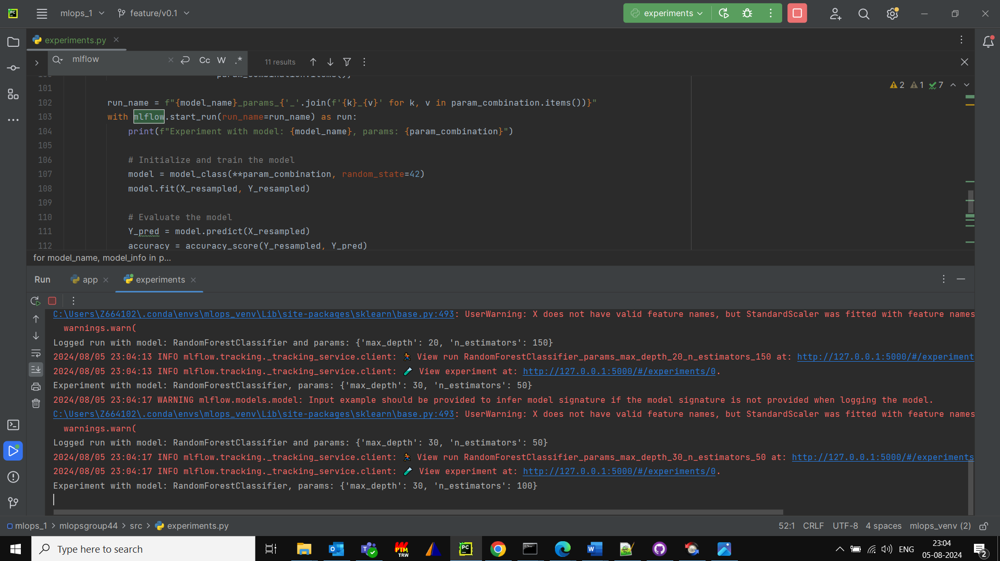 mlops_1
feature/v0.1
experiments
experiments.py
mlflow
Cc W .*
11 results
101
2 1 7
102 run_name = f"{model_name}_params_{'_'.join(f'{k}_{v}' for k, v in param_combination.items())}"
103 with mlflow.start_run(run_name=run_name) as run:
104 print(f"Experiment with model: {model_name}, params: {param_combination}")
105
106 # Initialize and train the model
107 model = model_class(**param_combination, random_state=42)
108 model.fit(X_resampled, Y_resampled)
109
110 # Evaluate the model
111 Y_pred = model.predict(X_resampled)
112 accuracy = accuracy_score(Y_resampled, Y_pred)
for model_name, model_info in p...
Run app experiments
C:\Users\Z664102\.conda\envs\mlops_venv\Lib\site-packages\sklearn\base.py:493: UserWarning: X does not have valid feature names, but StandardScaler was fitted with feature names
warnings.warn(
Logged run with model: RandomForestClassifier and params: {'max_depth': 20, 'n_estimators': 150}
2024/08/05 23:04:13 INFO mlflow.tracking._tracking_service.client: 🏃 View run RandomForestClassifier_params_max_depth_20_n_estimators_150 at: http://127.0.0.1:5000/#/experiment
2024/08/05 23:04:13 INFO mlflow.tracking._tracking_service.client: 🧪 View experiment at: http://127.0.0.1:5000/#/experiments/0.
Experiment with model: RandomForestClassifier, params: {'max_depth': 30, 'n_estimators': 50}
2024/08/05 23:04:17 WARNING mlflow.models.model: Input example should be provided to infer model signature if the model signature is not provided when logging the model.
C:\Users\Z664102\.conda\envs\mlops_venv\Lib\site-packages\sklearn\base.py:493: UserWarning: X does not have valid feature names, but StandardScaler was fitted with feature names
warnings.warn(
Logged run with model: RandomForestClassifier and params: {'max_depth': 30, 'n_estimators': 50}
2024/08/05 23:04:17 INFO mlflow.tracking._tracking_service.client: 🏃 View run RandomForestClassifier_params_max_depth_30_n_estimators_50 at: http://127.0.0.1:5000/#/experiments
2024/08/05 23:04:17 INFO mlflow.tracking._tracking_service.client: 🧪 View experiment at: http://127.0.0.1:5000/#/experiments/0.
Experiment with model: RandomForestClassifier, params: {'max_depth': 30, 'n_estimators': 100}
mlops_1 > mlopsgroup44 > src > experiments.py
52:1 CRLF UTF-8 4 spaces mlops_venv (2)
Type here to search
PTM
TRW
ENG
23:04
05-08-2024
2